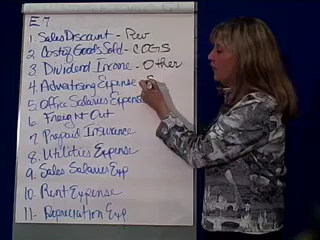 E7
1. Sales Discount - Rev
2 Cost of Goods Sold - COGS
3 Dividend Income - Other
4. Advertising Expense - S
5 Office Salaries Expense
6. Freight Out
7 Prepaid Insurance
8. Utilities Expense
9. Sales Salaries Exp
10. Rent Expense
11- Depreciation Exp